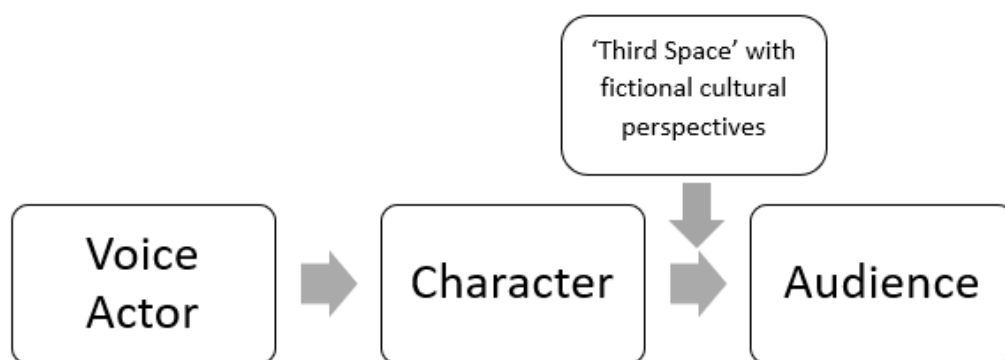 ‘Third Space’ with
fictional cultural
perspectives
Voice
Actor
Character
Audience